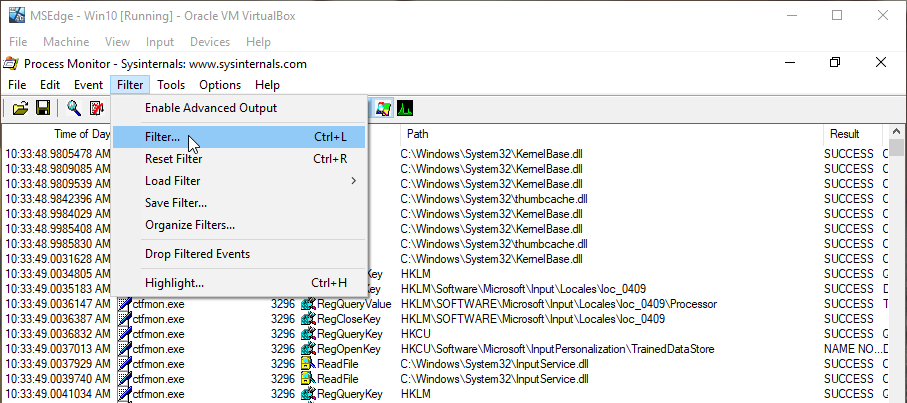 MSEdge - Win10 [Running] - Oracle VM VirtualBox
File Machine View Input Devices Help
Process Monitor - Sysinternals: www.sysinternals.com
File Edit Event Filter Tools Options Help
Enable Advanced Output
Filter... Ctrl+L
Reset Filter Ctrl+R
Load Filter
Save Filter...
Organize Filters...
Drop Filtered Events
Highlight... Ctrl+H
Time of Day Path Result
10:33:48.9805478 AM C:\Windows\System32\KernelBase.dll SUCCESS
10:33:48.9809085 AM C:\Windows\System32\KernelBase.dll SUCCESS
10:33:48.9809539 AM C:\Windows\System32\KernelBase.dll SUCCESS
10:33:48.9842396 AM C:\Windows\System32\thumbcache.dll SUCCESS
10:33:48.9984029 AM C:\Windows\System32\KernelBase.dll SUCCESS
10:33:48.9985408 AM C:\Windows\System32\KernelBase.dll SUCCESS
10:33:48.9985830 AM C:\Windows\System32\thumbcache.dll SUCCESS
10:33:49.0031628 AM C:\Windows\System32\KernelBase.dll SUCCESS
10:33:49.0034805 AM Key HKLM SUCCESS
10:33:49.0035183 AM Key HKLM\Software\Microsoft\Input\Locales\loc_0409 SUCCESS D
10:33:49.0036147 AM ctfmon.exe 3296 RegQueryValue HKLM\SOFTWARE\Microsoft\Input\Locales\loc_0409\Processor SUCCESS T
10:33:49.0036387 AM ctfmon.exe 3296 RegCloseKey HKLM\SOFTWARE\Microsoft\Input\Locales\loc_0409 SUCCESS
10:33:49.0036832 AM ctfmon.exe 3296 RegQueryKey HKCU SUCCESS
10:33:49.0037013 AM ctfmon.exe 3296 RegOpenKey HKCU\Software\Microsoft\InputPersonalization\TrainedDataStore NAME NO... D
10:33:49.0037929 AM ctfmon.exe 3296 ReadFile C:\Windows\System32\InputService.dll SUCCESS
10:33:49.0039740 AM ctfmon.exe 3296 ReadFile C:\Windows\System32\InputService.dll SUCCESS
10:33:49.0041034 AM ctfmon.exe 3296 RegQueryKey HKLM SUCCESS